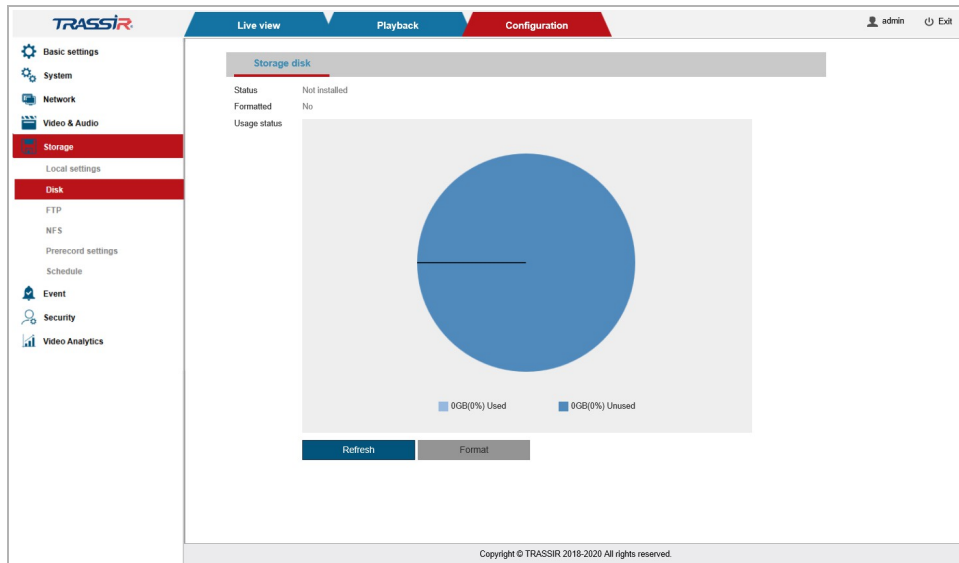 TRASSIR
Live view
Playback
Configuration
admin
Exit
Basic settings
System
Network
Video & Audio
Storage
Local settings
Disk
FTP
NFS
Prerecord settings
Schedule
Event
Security
Video Analytics
Storage disk
Status Not installed
Formatted No
Usage status
0GB(0%) Used
0GB(0%) Unused
Refresh
Format
Copyright © TRASSIR 2018-2020 All rights reserved.